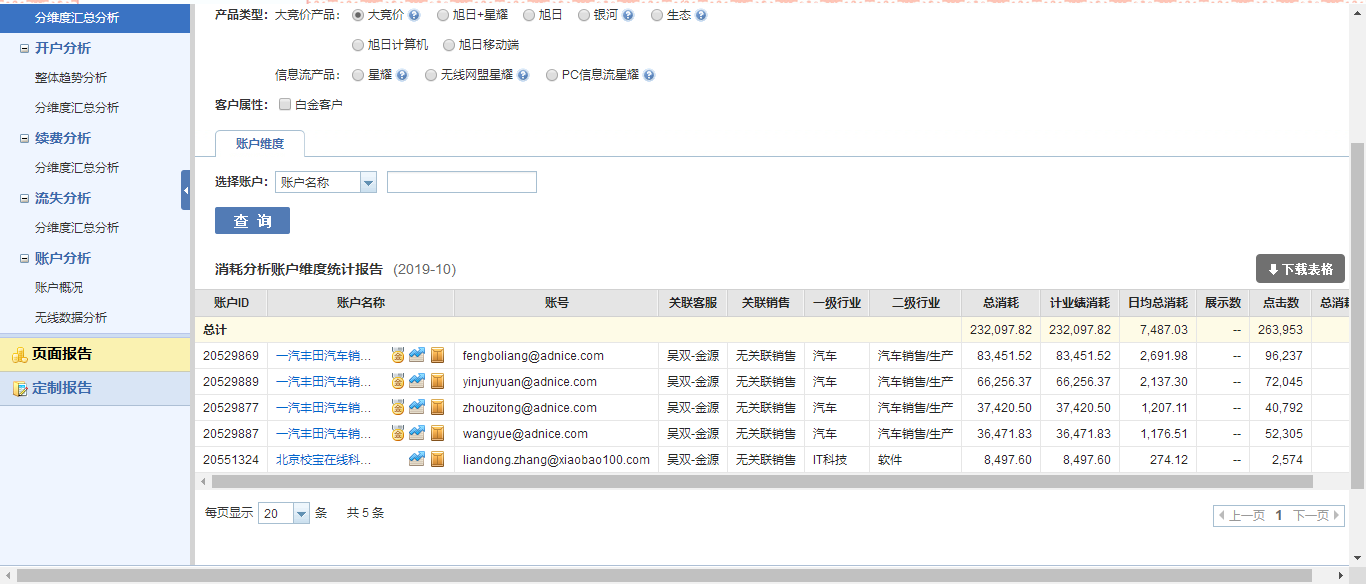 分维度汇总分析
开户分析
整体趋势分析
分维度汇总分析
续费分析
分维度汇总分析
流失分析
分维度汇总分析
账户分析
账户概况
无线数据分析
页面报告
定制报告
产品类型： 大竞价产品： 大竞价 旭日+星耀 旭日 银河 生态
旭日计算机 旭日移动端
信息流产品： 星耀 无线网盟星耀 PC信息流星耀
客户属性： 白金客户
账户维度
选择账户： 账户名称
查 询
消耗分析账户维度统计报告 (2019-10) 下载表格
账户ID 账户名称 账号 关联客服 关联销售 一级行业 二级行业 总消耗 计业绩消耗 日均总消耗 展示数 点击数 总消耗
总计 232,097.82 232,097.82 7,487.03 -- 263,953
20529869 一汽丰田汽车销... fengboliang@adnice.com 吴双-金源 无关联销售 汽车 汽车销售/生产 83,451.52 83,451.52 2,691.98 -- 96,237
20529889 一汽丰田汽车销... yinjunyuan@adnice.com 吴双-金源 无关联销售 汽车 汽车销售/生产 66,256.37 66,256.37 2,137.30 -- 72,045
20529877 一汽丰田汽车销... zhouzitong@adnice.com 吴双-金源 无关联销售 汽车 汽车销售/生产 37,420.50 37,420.50 1,207.11 -- 40,792
20529887 一汽丰田汽车销... wangyue@adnice.com 吴双-金源 无关联销售 汽车 汽车销售/生产 36,471.83 36,471.83 1,176.51 -- 52,305
20551324 北京校宝在线科... liandong.zhang@xiaobao100.com 吴双-金源 无关联销售 IT科技 软件 8,497.60 8,497.60 274.12 -- 2,574
每页显示 20 条 共 5 条 上一页 1 下一页